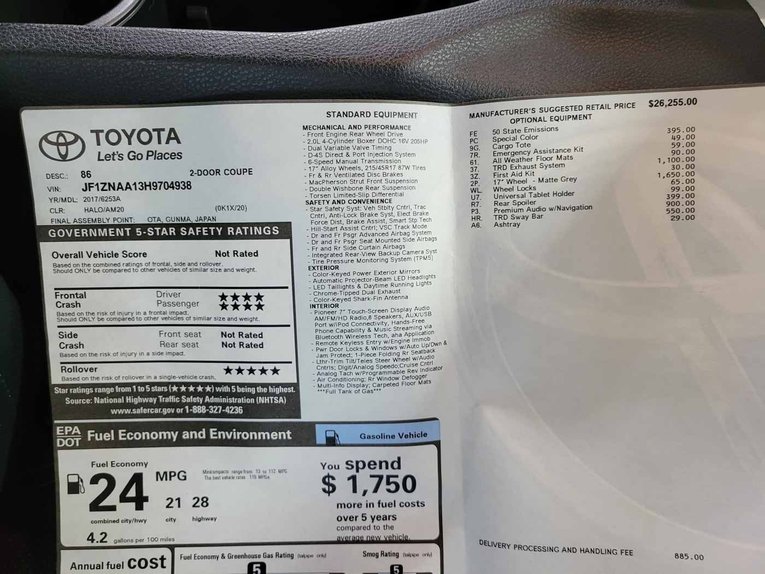 TOYOTA
Let's Go Places
DESC.: 86 2-DOOR COUPE
VIN: JF1ZNAA13H9704938
YR/MDL: 2017/6253A
CLR: HALO/AM20 (0K1X/20)
FINAL ASSEMBLY POINT: OTA, GUNMA, JAPAN
GOVERNMENT 5-STAR SAFETY RATINGS
Overall Vehicle Score Not Rated
Based on the combined ratings of frontal, side and rollover.
Should ONLY be compared to other vehicles of similar size and weight.
Frontal Driver ★★★★
Crash Passenger ★★★★
Based on the risk of injury in a frontal impact.
Should ONLY be compared to other vehicles of similar size and weight.
Side Front seat Not Rated
Crash Rear seat Not Rated
Based on the risk of injury in a side impact.
Rollover ★★★★★
Based on the risk of rollover in a single-vehicle crash.
Star ratings range from 1 to 5 stars (★★★★★) with 5 being the highest.
Source: National Highway Traffic Safety Administration (NHTSA)
www.safercar.gov or 1-888-327-4236
EPA
DOT Fuel Economy and Environment
Gasoline Vehicle
Fuel Economy
24 MPG
21 28
combined city/hwy city highway
4.2 gallons per 100 miles
You spend
$ 1,750
more in fuel costs
over 5 years
compared to the
average new vehicle.
Annual fuel cost
Fuel Economy & Greenhouse Gas Rating (tailpipe only)
Smog Rating (tailpipe only)
5
5
STANDARD EQUIPMENT
MECHANICAL AND PERFORMANCE
- Front Engine Rear Wheel Drive
- 2.0L 4-Cylinder Boxer DOHC 16V 205HP
- Dual Variable Valve Timing
- D-4S Direct & Port Injection System
- 6-Speed Manual Transmission
- 17" Alloy Wheels, 215/45R17 87W Tires
- Fr & Rr Ventilated Disc Brakes
- MacPherson Strut Front Suspension
- Double Wishbone Rear Suspension
- Torsen Limited-Slip Differential
SAFETY AND CONVENIENCE
- Star Safety Syst: Veh Stblty Cntrl, Trac
Cntrl, Anti-Lock Brake Syst, Elect Brake
Force Dist, Brake Assist, Smart Stp Tech
- Hill-Start Assist Cntrl; VSC Track Mode
- Dr and Fr Psgr Advanced Airbag System
- Dr and Fr Psgr Seat Mounted Side Airbags
- Fr and Rr Side Curtain Airbags
- Integrated Rear-View Backup Camera Syst
- Tire Pressure Monitoring System (TPMS)
EXTERIOR
- Color-Keyed Power Exterior Mirrors
- Automatic Projector-Beam LED Headlights
- LED Taillights & Daytime Running Lights
- Chrome-Tipped Dual Exhaust
- Color-Keyed Shark-Fin Antenna
INTERIOR
- Pioneer 7" Touch-Screen Display Audio
AM/FM/HD Radio,8 Speakers, AUX/USB
Port w/iPod Connectivity, Hands-Free
Phone Capability & Music Streaming via
Bluetooth Wireless Tech, aha Application
- Remote Keyless Entry w/Engine Immob
- Pwr Door Locks & Windows w/Auto Up/Dwn &
Jam Protect; 1-Piece Folding Rr Seatback
- Lthr-Trim Tilt/Teles Steer Wheel w/Audio
Cntrls; Digit/Analog Speedo;Cruise Cntrl
- Analog Tach w/Programmable Rev Indicator
- Air Conditioning; Rr Window Defogger
- Multi-Info Display; Carpeted Floor Mats
***Full Tank of Gas***
MANUFACTURER'S SUGGESTED RETAIL PRICE $26,255.00
OPTIONAL EQUIPMENT
FE 50 State Emissions
PC Special Color 395.00
9G. Cargo Tote 49.00
7R. Emergency Assistance Kit 59.00
61. All Weather Floor Mats 90.00
37. TRD Exhaust System 1,100.00
3Z. First Aid Kit 30.00
2P. 17" Wheel - Matte Grey 1,650.00
WL. Wheel Locks 65.00
U7. Universal Tablet Holder 99.00
R7. Rear Spoiler 399.00
P3. Premium Audio w/Navigation 900.00
HR. TRD Sway Bar 550.00
A6. Ashtray 29.00
DELIVERY PROCESSING AND HANDLING FEE 885.00